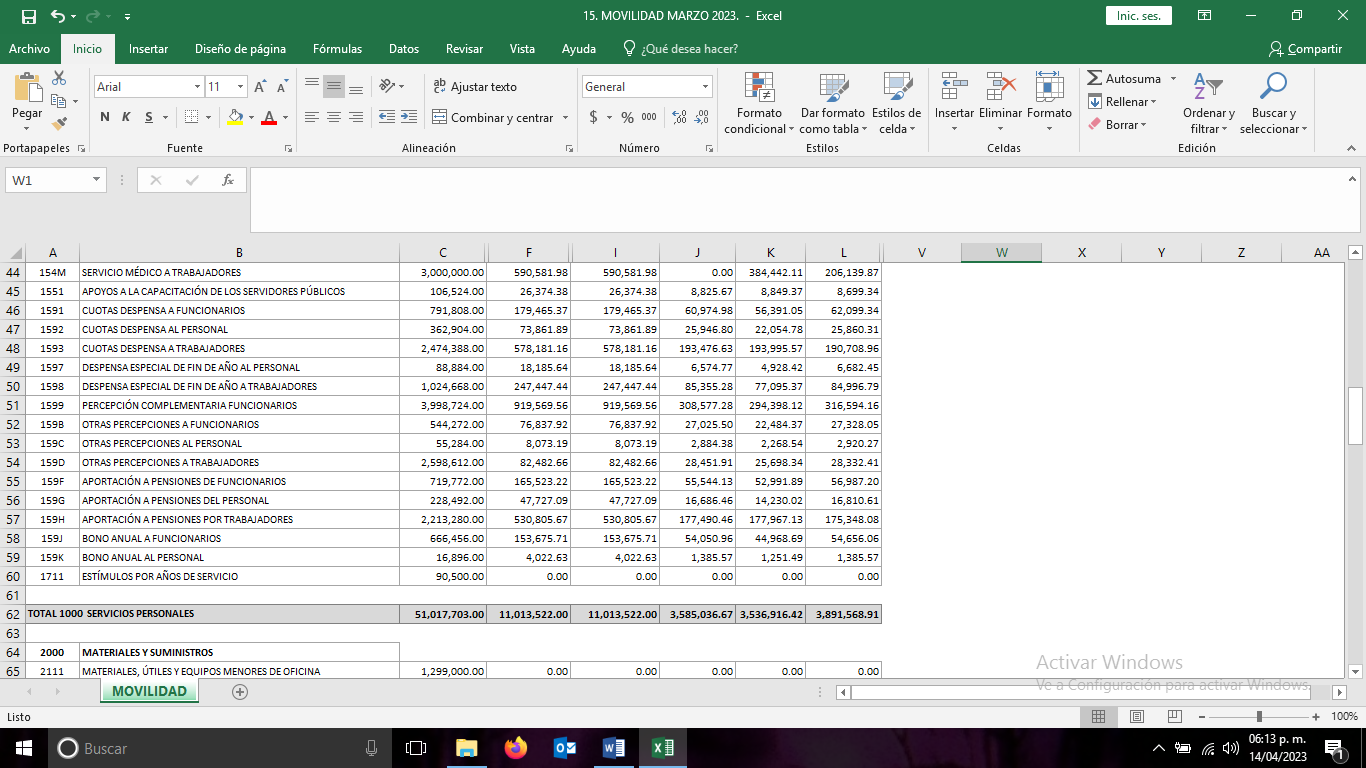 15. MOVILIDAD MARZO 2023. - Excel
Inic. ses.
Archivo Inicio Insertar Diseño de página Fórmulas Datos Revisar Vista Ayuda ¿Qué desea hacer? Compartir
Pegar
Portapapeles
Arial 11
N K S
Fuente
Ajustar texto
Combinar y centrar
Alineación
General
$ % 000
Número
Formato condicional
Dar formato como tabla
Estilos de celda
Estilos
Insertar Eliminar Formato
Celdas
Autosuma
Rellenar
Borrar
Ordenar y filtrar
Buscar y seleccionar
Edición
W1 fx
A B C F I J K L V W X Y Z AA
44 154M SERVICIO MÉDICO A TRABAJADORES 3,000,000.00 590,581.98 590,581.98 0.00 384,442.11 206,139.87
45 1551 APOYOS A LA CAPACITACIÓN DE LOS SERVIDORES PÚBLICOS 106,524.00 26,374.38 26,374.38 8,825.67 8,849.37 8,699.34
46 1591 CUOTAS DESPENSA A FUNCIONARIOS 791,808.00 179,465.37 179,465.37 60,974.98 56,391.05 62,099.34
47 1592 CUOTAS DESPENSA AL PERSONAL 362,904.00 73,861.89 73,861.89 25,946.80 22,054.78 25,860.31
48 1593 CUOTAS DESPENSA A TRABAJADORES 2,474,388.00 578,181.16 578,181.16 193,476.63 193,995.57 190,708.96
49 1597 DESPENSA ESPECIAL DE FIN DE AÑO AL PERSONAL 88,884.00 18,185.64 18,185.64 6,574.77 4,928.42 6,682.45
50 1598 DESPENSA ESPECIAL DE FIN DE AÑO A TRABAJADORES 1,024,668.00 247,447.44 247,447.44 85,355.28 77,095.37 84,996.79
51 1599 PERCEPCIÓN COMPLEMENTARIA FUNCIONARIOS 3,998,724.00 919,569.56 919,569.56 308,577.28 294,398.12 316,594.16
52 159B OTRAS PERCEPCIONES A FUNCIONARIOS 544,272.00 76,837.92 76,837.92 27,025.50 22,484.37 27,328.05
53 159C OTRAS PERCEPCIONES AL PERSONAL 55,284.00 8,073.19 8,073.19 2,884.38 2,268.54 2,920.27
54 159D OTRAS PERCEPCIONES A TRABAJADORES 2,598,612.00 82,482.66 82,482.66 28,451.91 25,698.34 28,332.41
55 159F APORTACIÓN A PENSIONES DE FUNCIONARIOS 719,772.00 165,523.22 165,523.22 55,544.13 52,991.89 56,987.20
56 159G APORTACIÓN A PENSIONES DEL PERSONAL 228,492.00 47,727.09 47,727.09 16,686.46 14,230.02 16,810.61
57 159H APORTACIÓN A PENSIONES POR TRABAJADORES 2,213,280.00 530,805.67 530,805.67 177,490.46 177,967.13 175,348.08
58 159J BONO ANUAL A FUNCIONARIOS 666,456.00 153,675.71 153,675.71 54,050.96 44,968.69 54,656.06
59 159K BONO ANUAL AL PERSONAL 16,896.00 4,022.63 4,022.63 1,385.57 1,251.49 1,385.57
60 1711 ESTÍMULOS POR AÑOS DE SERVICIO 90,500.00 0.00 0.00 0.00 0.00 0.00
61
62 TOTAL 1000 SERVICIOS PERSONALES 51,017,703.00 11,013,522.00 11,013,522.00 3,585,036.67 3,536,916.42 3,891,568.91
63
64 2000 MATERIALES Y SUMINISTROS
65 2111 MATERIALES, ÚTILES Y EQUIPOS MENORES DE OFICINA 1,299,000.00 0.00 0.00 0.00 0.00 0.00
Activar Windows
Ve a Configuración para activar Windows.
MOVILIDAD
Listo 100%
Buscar
06:13 p. m.
14/04/2023
1